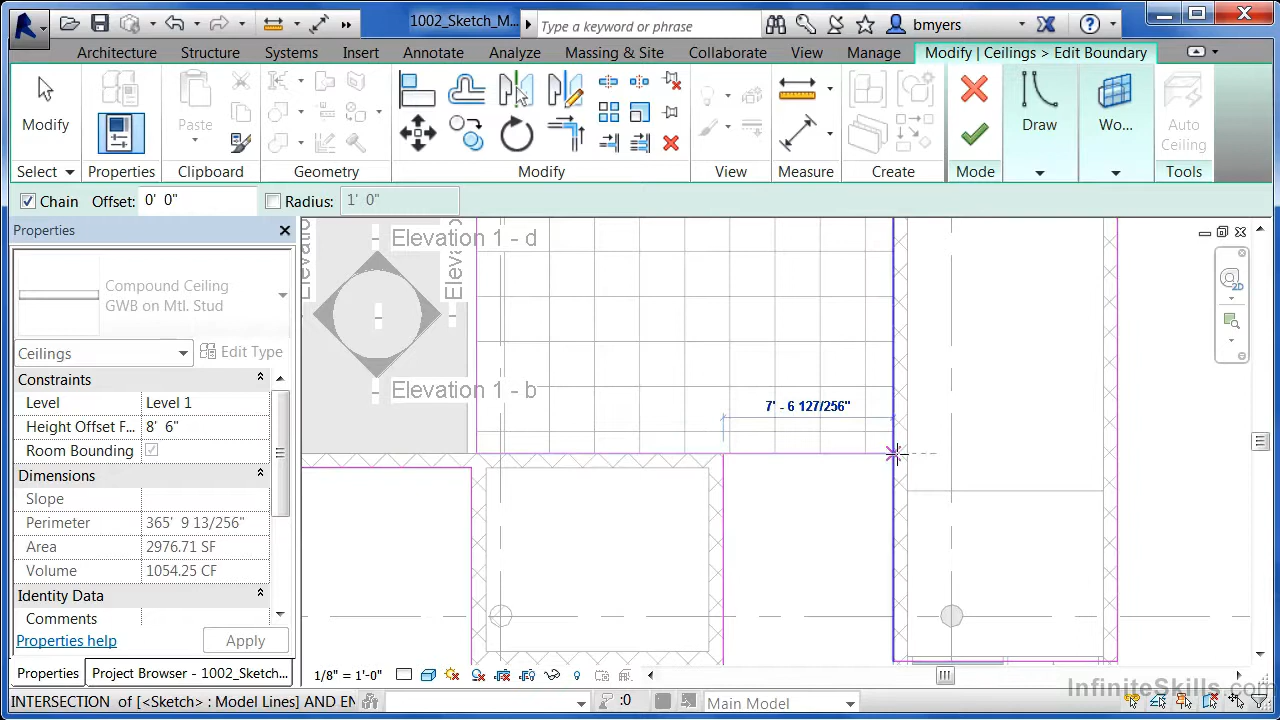 1002_Sketch_M...
Type a keyword or phrase
bmyers
Architecture Structure Systems Insert Annotate Analyze Massing & Site Collaborate View Manage Modify | Ceilings > Edit Boundary
Modify Paste Draw Wo... Auto Ceiling
Select Properties Clipboard Geometry Modify View Measure Create Mode Tools
Chain Offset: 0' 0" Radius: 1' 0"
Properties
Compound Ceiling
GWB on Mtl. Stud
Ceilings Edit Type
Constraints
Level Level 1
Height Offset F... 8' 6"
Room Bounding
Dimensions
Slope
Perimeter 365' 9 13/256"
Area 2976.71 SF
Volume 1054.25 CF
Identity Data
Comments
Properties help Apply
Properties Project Browser - 1002_Sketch...
Elevation 1 - d
Elevation 1 - b
7' - 6 127/256"
2D
1/8" = 1'-0"
INTERSECTION of [<Sketch> : Model Lines] AND EN
:0
Main Model
InfiniteSkills.com